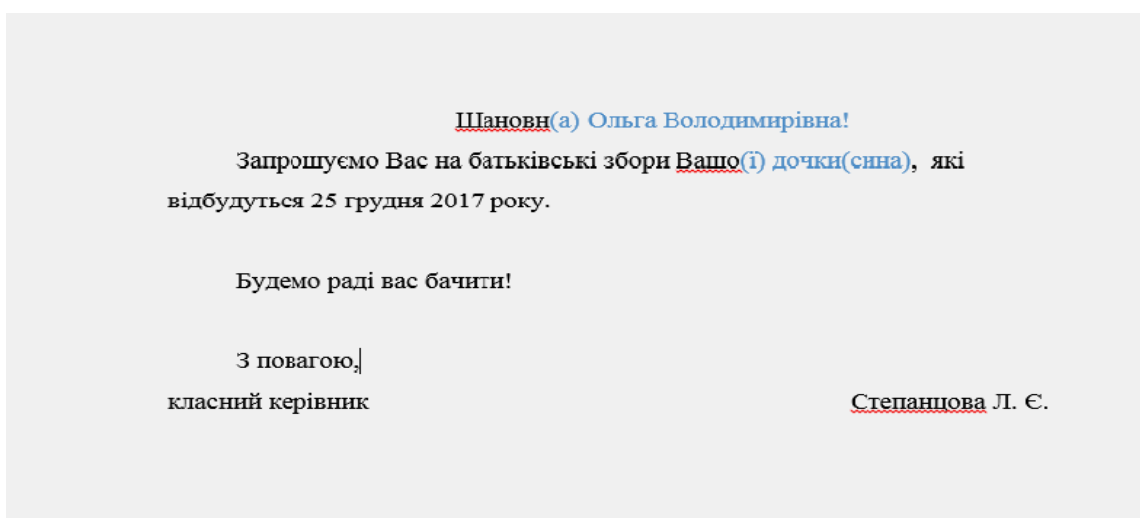 Шановн(а) Ольга Володимирівна!
Запрошуємо Вас на батьківські збори Вашо(ї) дочки(сина), які
відбудуться 25 грудня 2017 року.
Будемо раді вас бачити!
З повагою,
класний керівник Степанцова Л. Є.